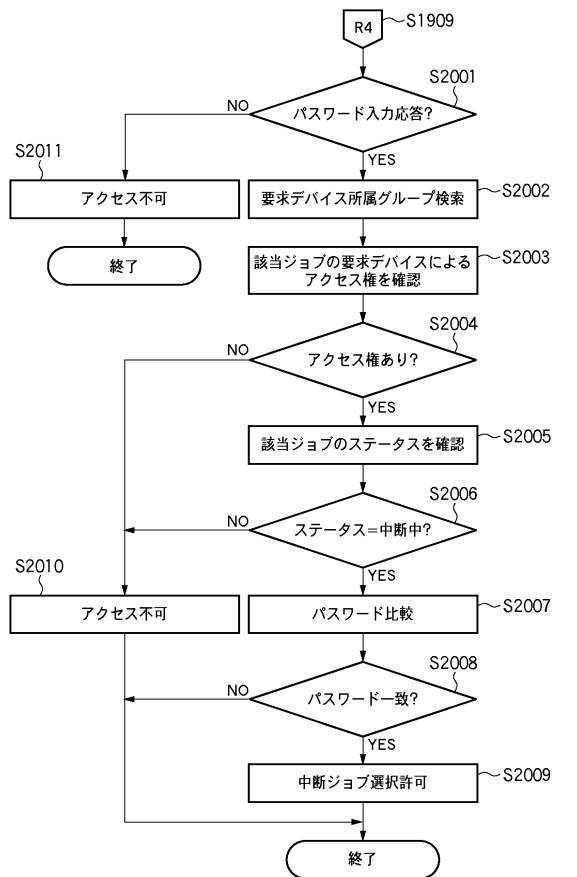 R4
S1909
S2001
パスワード入力応答?
NO
YES
S2011
アクセス不可
終了
要求デバイス所属グループ検索
S2002
該当ジョブの要求デバイスによる
アクセス権を確認
S2003
S2004
アクセス権あり?
NO
YES
該当ジョブのステータスを確認
S2005
S2006
ステータス=中断中?
NO
YES
S2010
アクセス不可
パスワード比較
S2007
S2008
パスワード一致?
NO
YES
中断ジョブ選択許可
S2009
終了